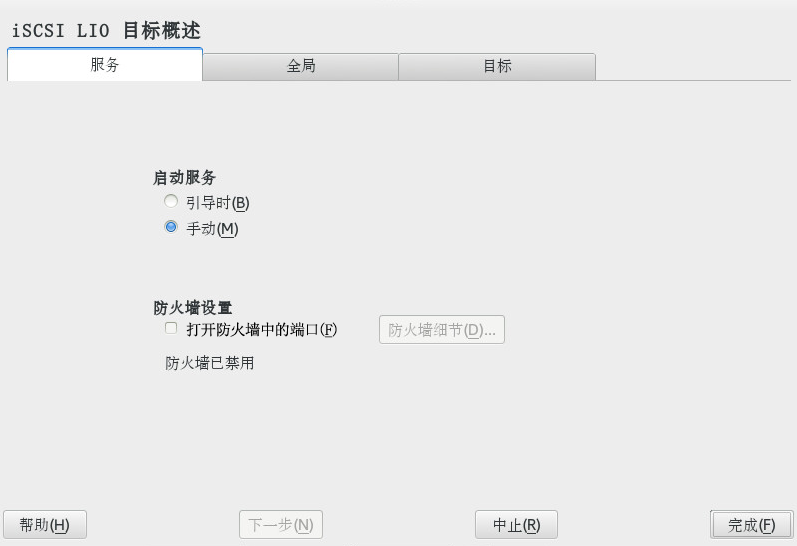 iSCSI LIO 目标概述
服务 全局 目标
启动服务
引导时(B)
手动(M)
防火墙设置
打开防火墙中的端口(F) 防火墙细节(D)...
防火墙已禁用
帮助(H) 下一步(N) 中止(R) 完成(F)